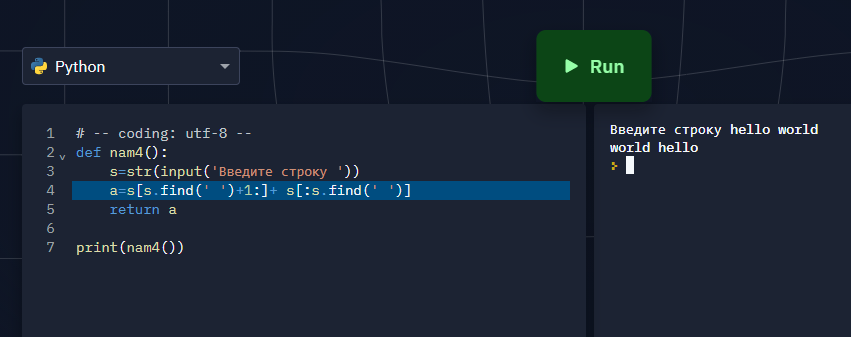 Python
Run
1 # -- coding: utf-8 --
2 def nam4():
3 s=str(input('Введите строку '))
4 a=s[s.find(' ')+1:]+ s[:s.find(' ')]
5 return a
6
7 print(nam4())
Введите строку hello world
world hello
>